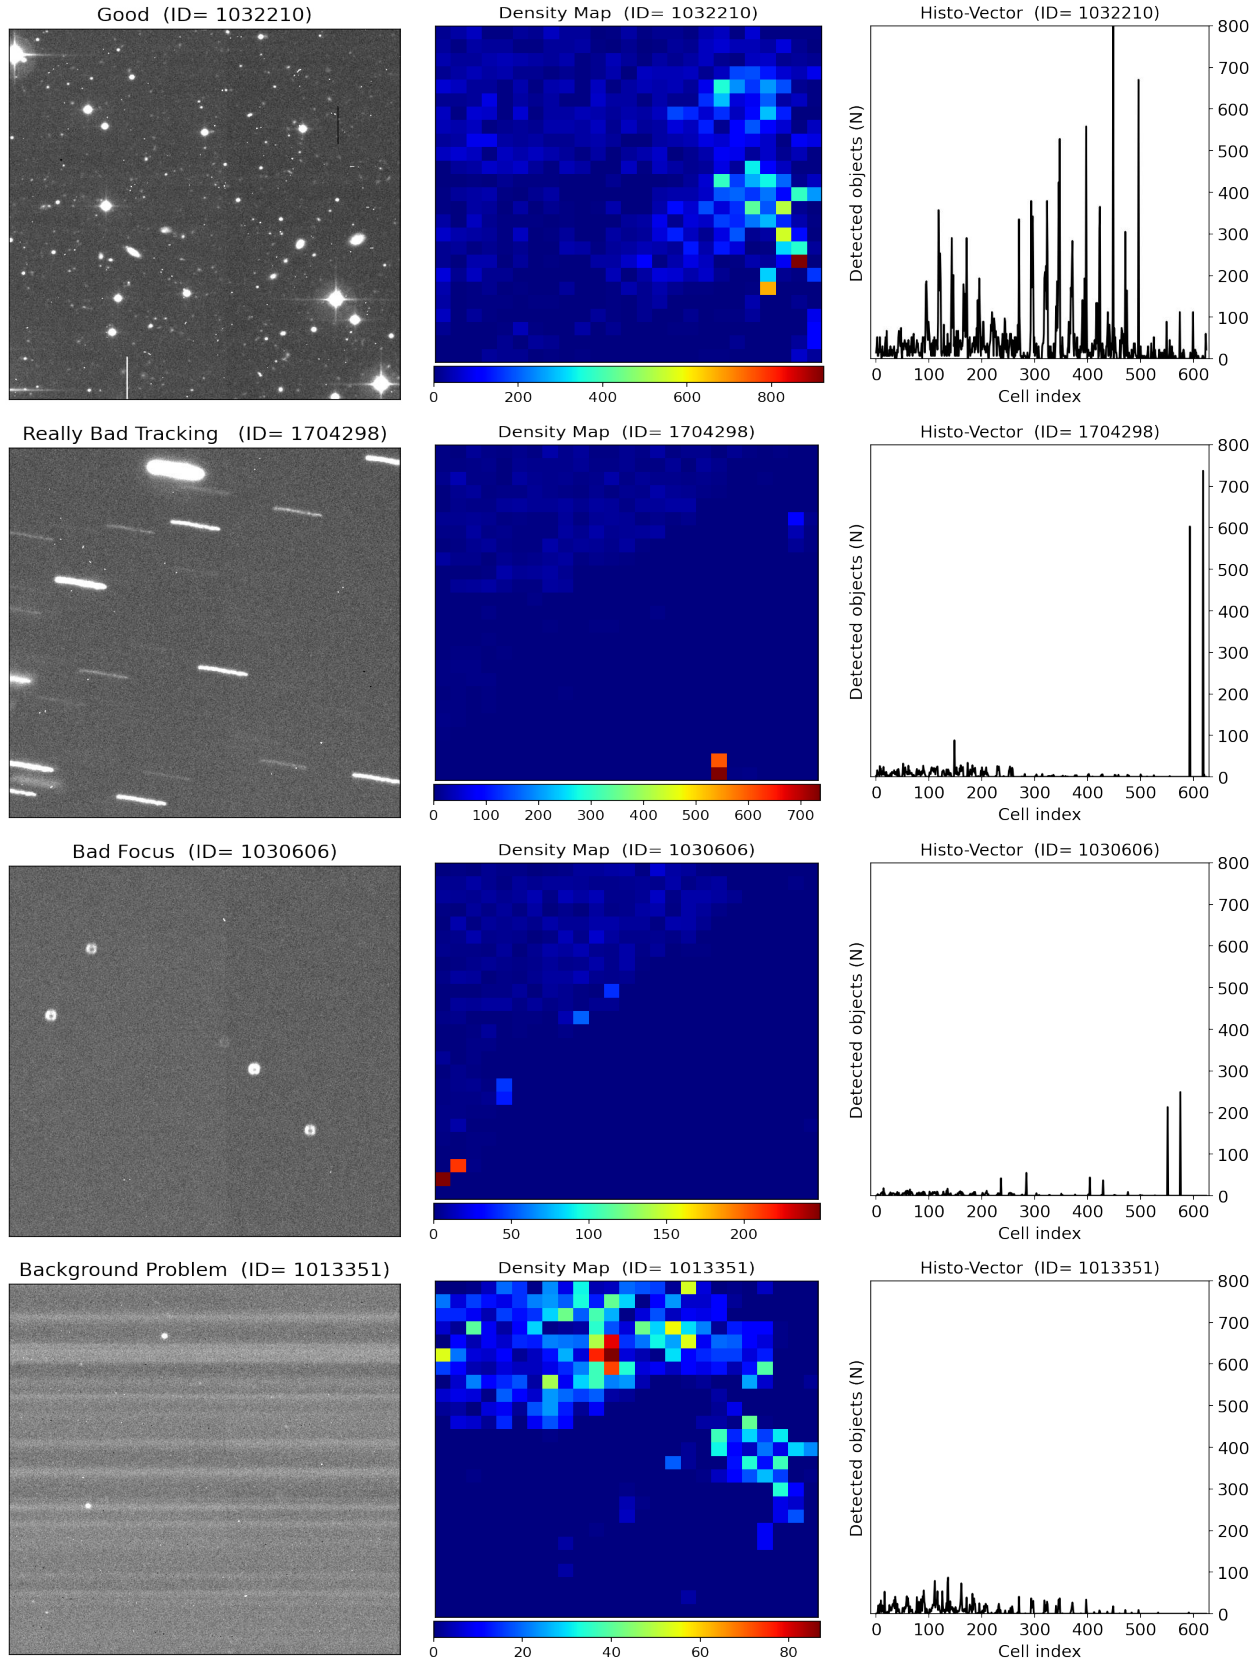 Good (ID= 1032210)
Density Map (ID= 1032210)
Histo-Vector (ID= 1032210)
800
700
600
500
400
300
200
100
0
Detected objects (N)
0 200 400 600 800
0 100 200 300 400 500 600
Cell index
Really Bad Tracking (ID= 1704298)
Density Map (ID= 1704298)
Histo-Vector (ID= 1704298)
800
700
600
500
400
300
200
100
0
Detected objects (N)
0 100 200 300 400 500 600 700
0 100 200 300 400 500 600
Cell index
Bad Focus (ID= 1030606)
Density Map (ID= 1030606)
Histo-Vector (ID= 1030606)
800
700
600
500
400
300
200
100
0
Detected objects (N)
0 50 100 150 200
0 100 200 300 400 500 600
Cell index
Background Problem (ID= 1013351)
Density Map (ID= 1013351)
Histo-Vector (ID= 1013351)
800
700
600
500
400
300
200
100
0
Detected objects (N)
0 20 40 60 80
0 100 200 300 400 500 600
Cell index